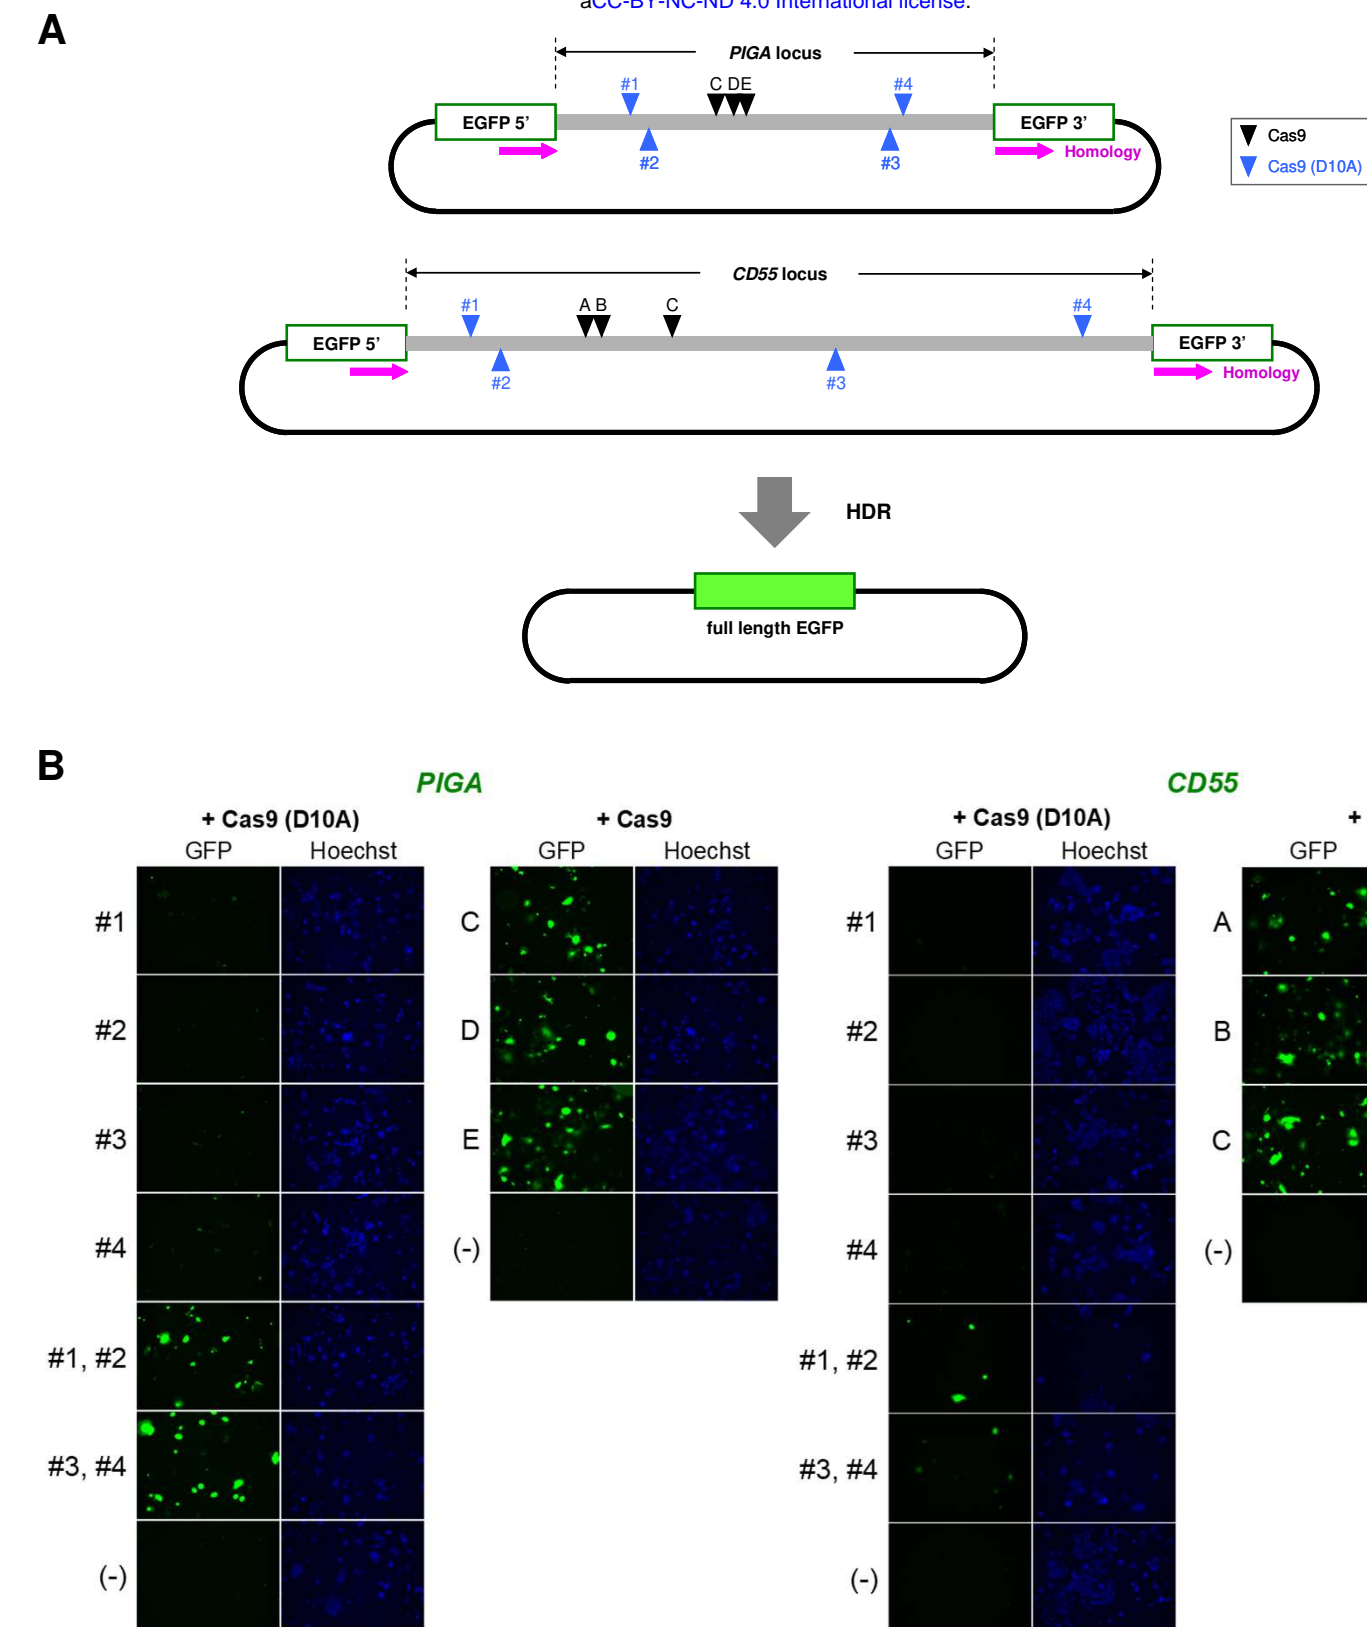 aCC-BY-NC-ND 4.0 International license.
A
PIGA locus
#1 C D E #4
EGFP 5' EGFP 3'
#2 #3 Homology
Cas9
Cas9 (D10A)
CD55 locus
#1 A B C #4
EGFP 5' EGFP 3'
#2 #3 Homology
HDR
full length EGFP
B
PIGA CD55
+ Cas9 (D10A) + Cas9 + Cas9 (D10A) +
GFP Hoechst GFP Hoechst GFP Hoechst GFP
#1 C #1 A
#2 D #2 B
#3 E #3 C
#4 (-) #4 (-)
#1, #2 #1, #2
#3, #4 #3, #4
(-) (-)